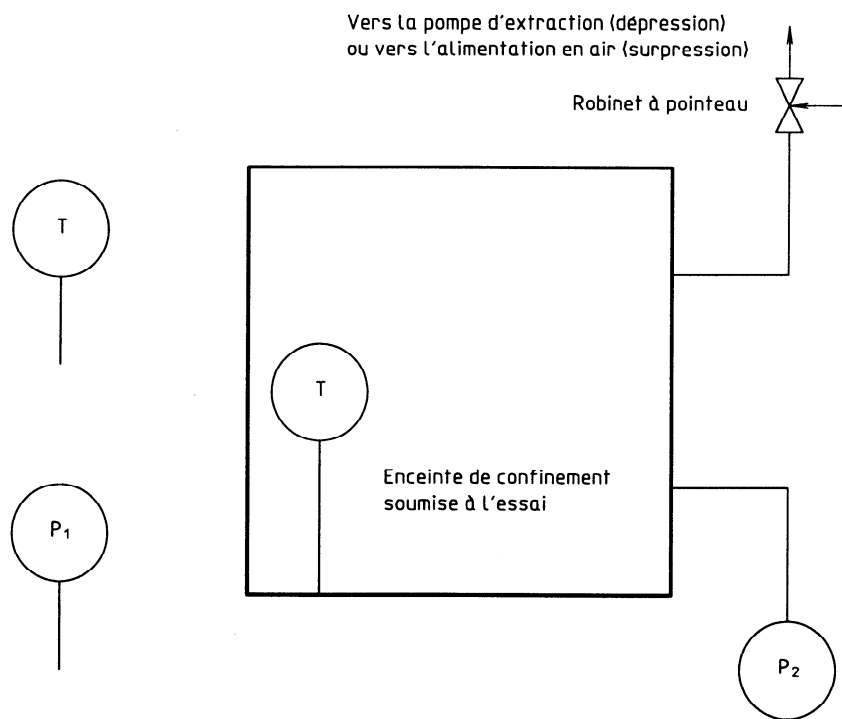 Vers la pompe d'extraction (dépression)
ou vers l'alimentation en air (surpression)
Robinet à pointeau
T
T
Enceinte de confinement
soumise à l'essai
P₁
P₂